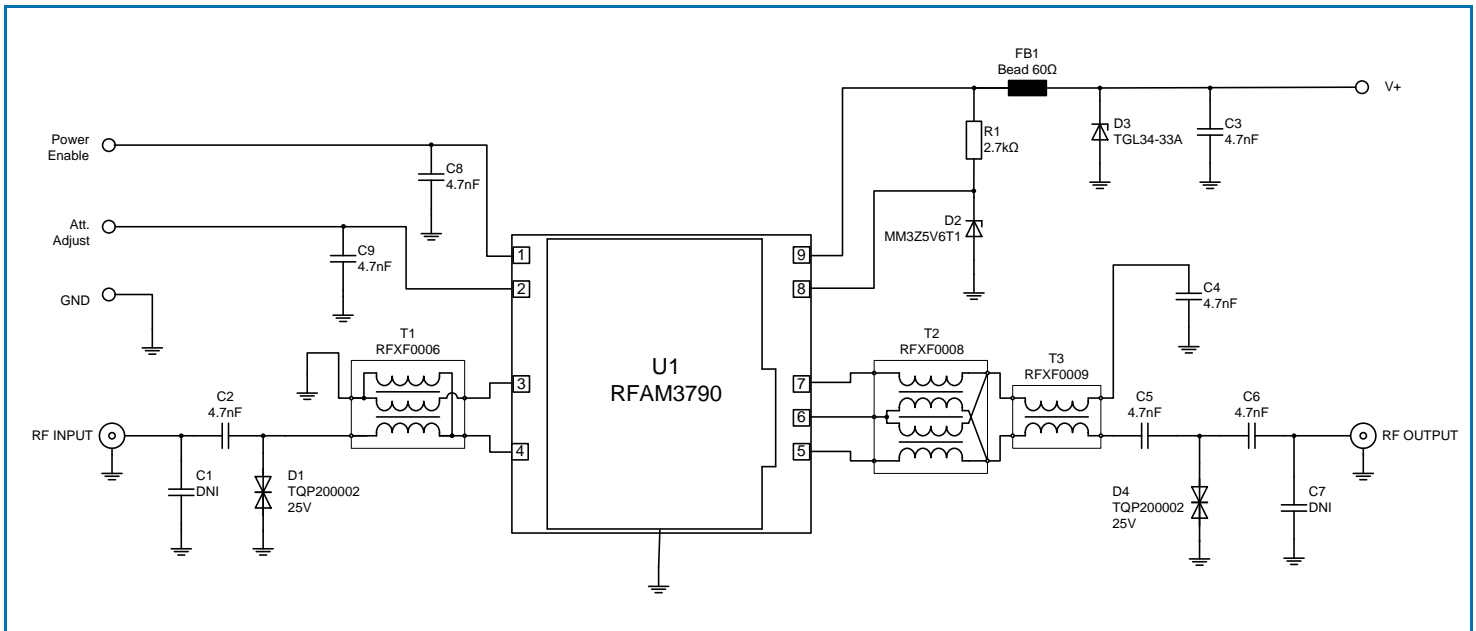 FB1
Bead 60Ω
V+
Power
Enable
C8
4.7nF
R1
2.7kΩ
D3
TGL34-33A
C3
4.7nF
Att.
Adjust
C9
4.7nF
D2
MM3Z5V6T1
1
9
2
8
GND
C4
4.7nF
T1
RFXF0006
U1
RFAM3790
T2
RFXF0008
T3
RFXF0009
3
7
6
4
5
C2
4.7nF
C5
4.7nF
C6
4.7nF
RF INPUT
RF OUTPUT
C1
DNI
D1
TQP200002
25V
D4
TQP200002
25V
C7
DNI